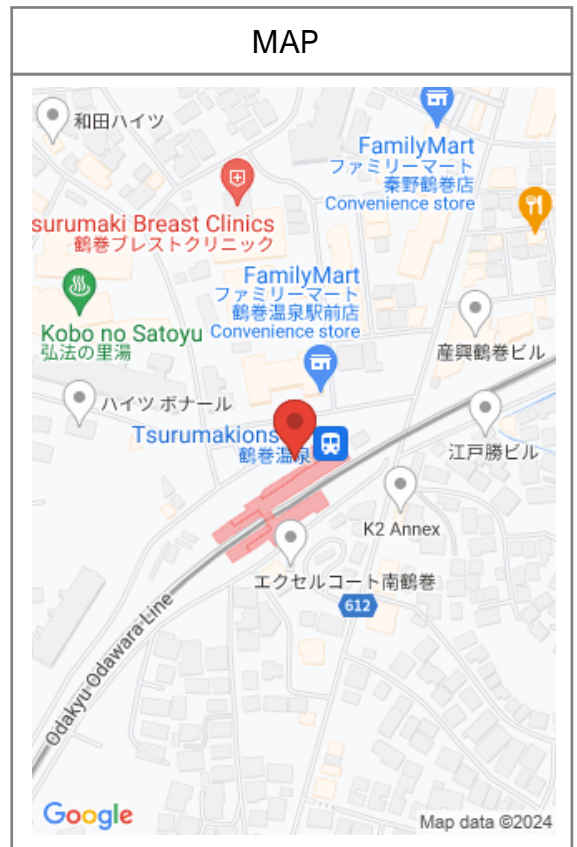 MAP
和田ハイツ
FamilyMart
ファミリーマート
秦野鶴巻店
Convenience store
surumaki Breast Clinics
鶴巻ブレストクリニック
FamilyMart
ファミリーマート
鶴巻温泉駅前店
Convenience store
Kobo no Satoyu
弘法の里湯
産興鶴巻ビル
ハイツ ボナール
Tsurumakions
鶴巻温泉
江戸勝ビル
K2 Annex
エクセルコート南鶴巻
612
Odakyu Odawara Line
Google
Map data ©2024